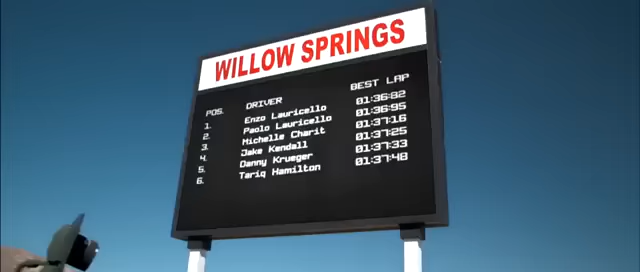 WILLOW SPRINGS
POS. DRIVER BEST LAP
1. Enzo Lauricello 01:36:82
2. Paolo Lauricello 01:36:95
3. Michelle Charit 01:37:16
4. Jake Kendall 01:37:25
5. Danny Krueger 01:37:33
6. Tariq Hamilton 01:37:48